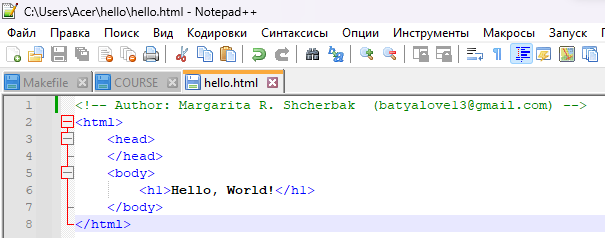 C:\Users\Acer\hello\hello.html - Notepad++
Файл Правка Поиск Вид Кодировки Синтаксисы Опции Инструменты Макросы Запуск
Makefile COURSE hello.html
1 <!-- Author: Margarita R. Shcherbak  (batyalove13@gmail.com) -->
2 <html>
3 <head>
4 </head>
5 <body>
6 <h1>Hello, World!</h1>
7 </body>
8 </html>